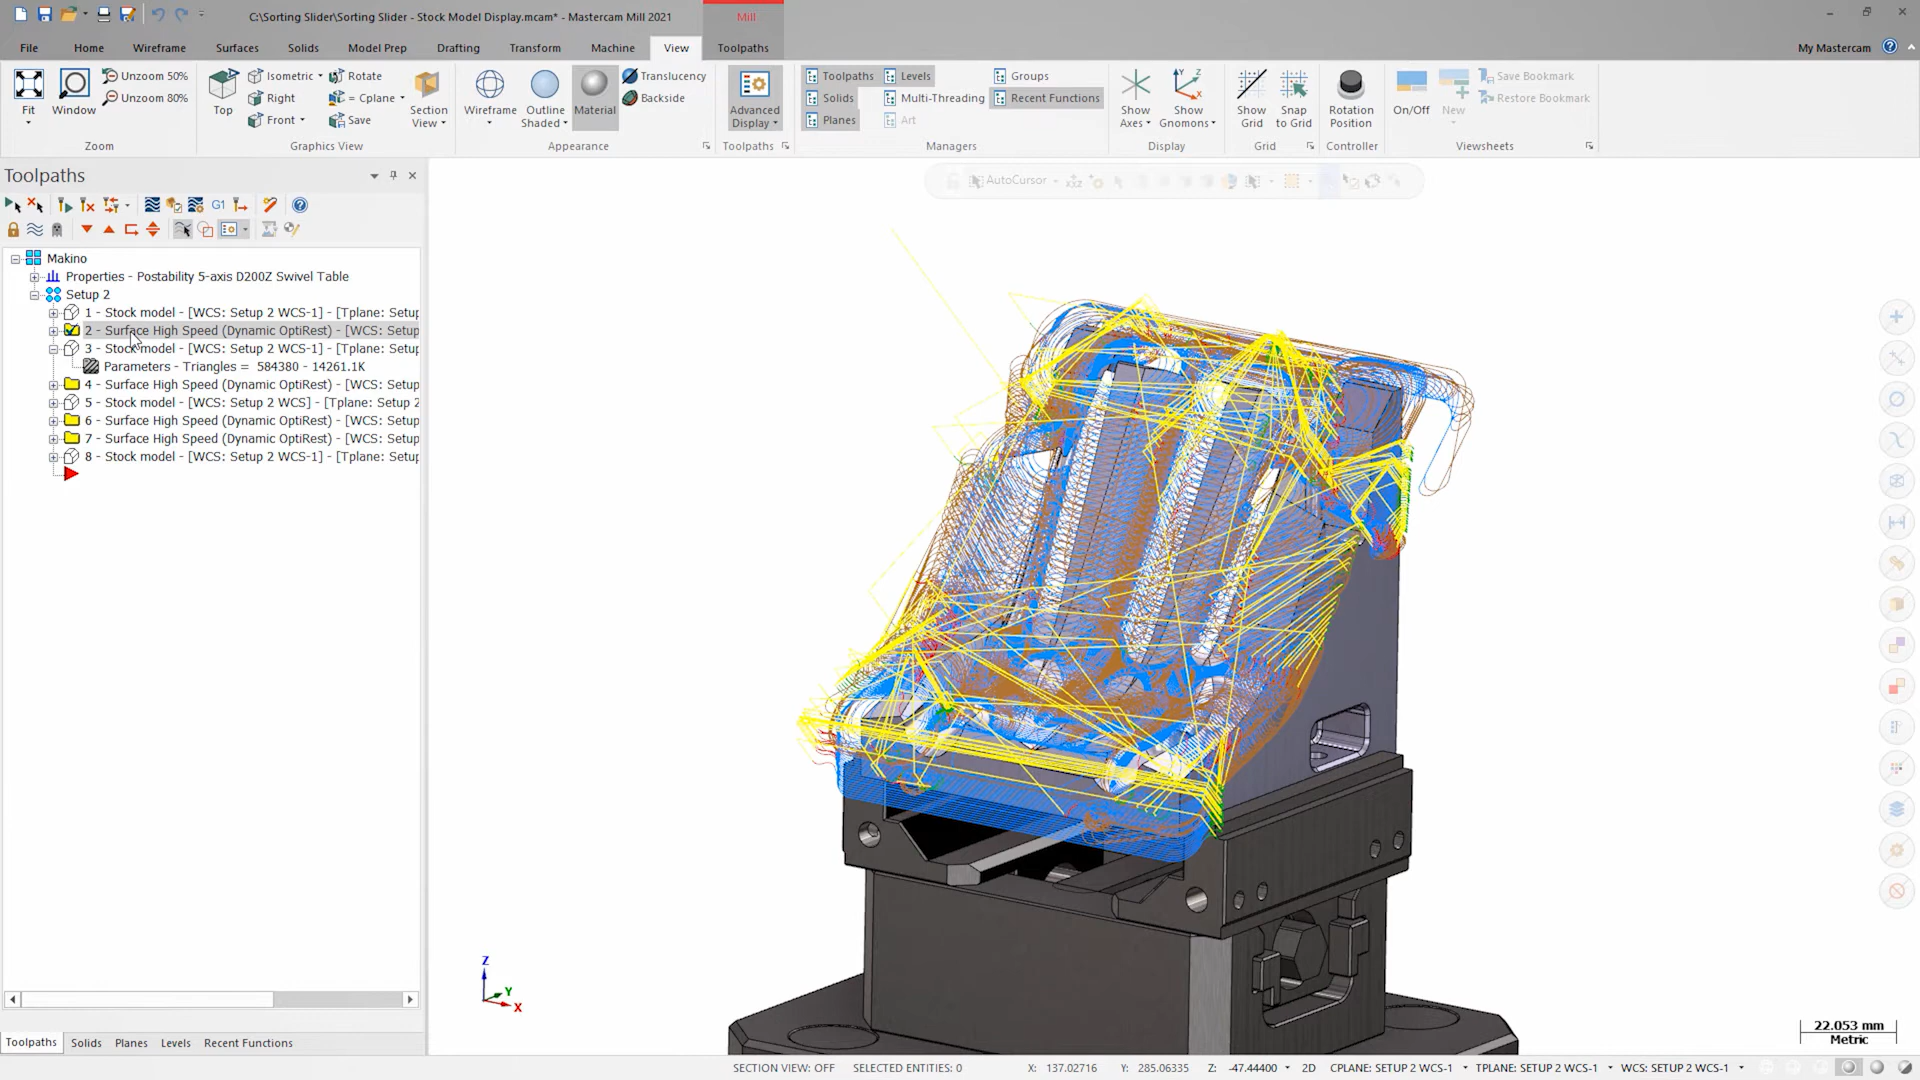 C:\Sorting Slider\Sorting Slider - Stock Model Display.mcam* - Mastercam Mill 2021
Mill
File Home Wireframe Surfaces Solids Model Prep Drafting Transform Machine View Toolpaths My Mastercam
Fit
Window
Unzoom 50%
Unzoom 80%
Zoom
Top
Isometric
Right
Front
Rotate
= Cplane
Save
Section
View
Graphics View
Wireframe
Outline
Shaded
Material
Translucency
Backside
Appearance
Advanced
Display
Toolpaths
Toolpaths
Solids
Planes
Levels
Multi-Threading
Art
Groups
Recent Functions
Managers
Show
Axes
Show
Gnomons
Display
Show
Grid
Snap
to Grid
Grid
Rotation
Position
Controller
On/Off
New
Save Bookmark
Restore Bookmark
Viewsheets
Toolpaths
G1
AutoCursor
Makino
Properties - Postability 5-axis D200Z Swivel Table
Setup 2
1 - Stock model - [WCS: Setup 2 WCS-1] - [Tplane: Setup
2 - Surface High Speed (Dynamic OptiRest) - [WCS: Setup
3 - Stock model - [WCS: Setup 2 WCS-1] - [Tplane: Setup
Parameters - Triangles = 584380 - 14261.1K
4 - Surface High Speed (Dynamic OptiRest) - [WCS: Setup
5 - Stock model - [WCS: Setup 2 WCS] - [Tplane: Setup 2
6 - Surface High Speed (Dynamic OptiRest) - [WCS: Setup
7 - Surface High Speed (Dynamic OptiRest) - [WCS: Setup
8 - Stock model - [WCS: Setup 2 WCS-1] - [Tplane: Setup
Z
Y
X
22.053 mm
Metric
Toolpaths Solids Planes Levels Recent Functions
SECTION VIEW: OFF SELECTED ENTITIES: 0 X: 137.02716 Y: 285.06335 Z: -47.44400 2D CPLANE: SETUP 2 WCS-1 TPLANE: SETUP 2 WCS-1 WCS: SETUP 2 WCS-1